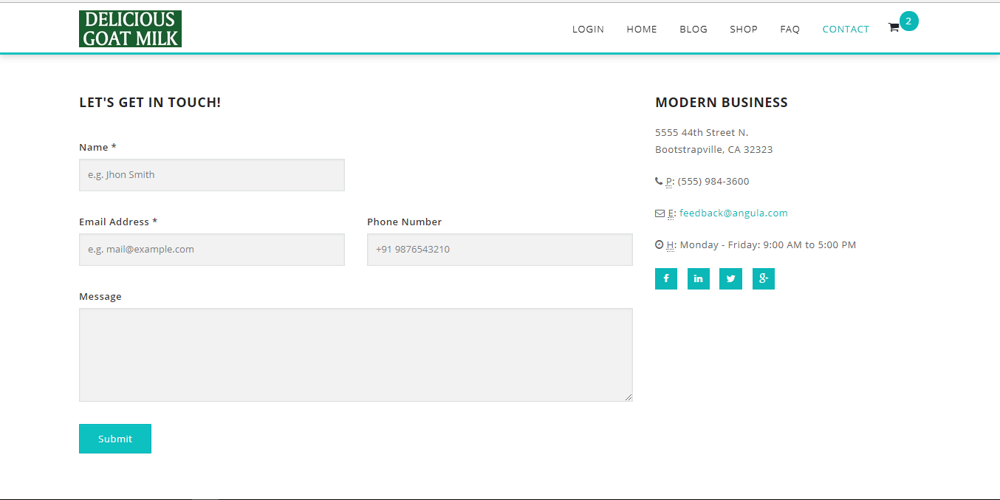 DELICIOUS
GOAT MILK
LOGIN HOME BLOG SHOP FAQ CONTACT 2
LET'S GET IN TOUCH!
Name *
e.g. Jhon Smith
Email Address * Phone Number
e.g. mail@example.com +91 9876543210
Message
Submit
MODERN BUSINESS
5555 44th Street N.
Bootstrapville, CA 32323
P: (555) 984-3600
E: feedback@angula.com
H: Monday - Friday: 9:00 AM to 5:00 PM